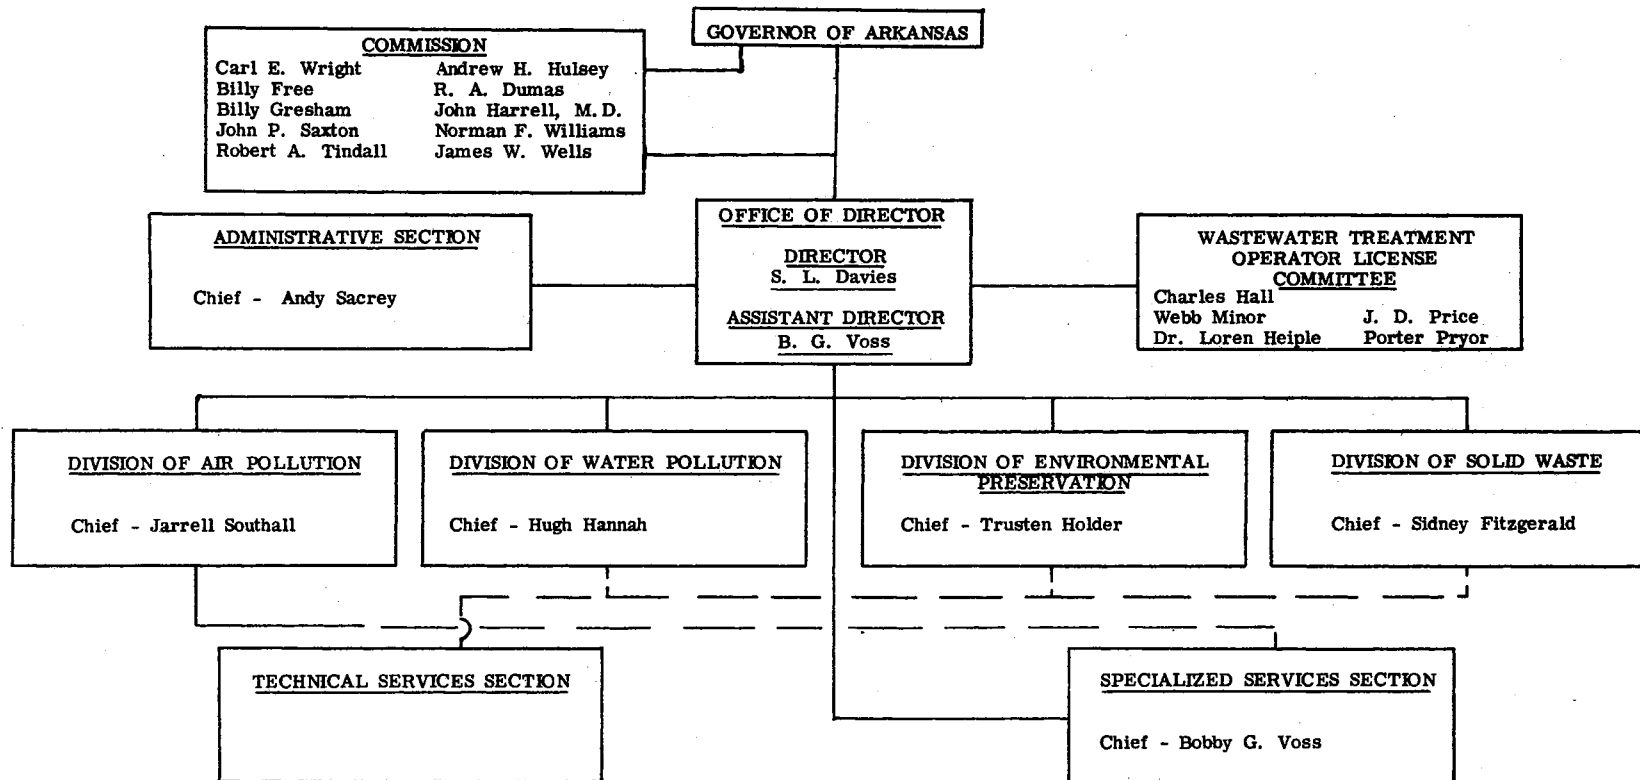 GOVERNOR OF ARKANSAS
COMMISSION
Carl E. Wright Andrew H. Hulsey
Billy Free R. A. Dumas
Billy Gresham John Harrell, M.D.
John P. Saxton Norman F. Williams
Robert A. Tindall James W. Wells
OFFICE OF DIRECTOR
DIRECTOR
S. L. Davies
ASSISTANT DIRECTOR
B. G. Voss
ADMINISTRATIVE SECTION
Chief - Andy Sacrey
WASTEWATER TREATMENT
OPERATOR LICENSE
COMMITTEE
Charles Hall
Webb Minor J. D. Price
Dr. Loren Heiple Porter Pryor
DIVISION OF AIR POLLUTION
Chief - Jarrell Southall
DIVISION OF WATER POLLUTION
Chief - Hugh Hannah
DIVISION OF ENVIRONMENTAL
PRESERVATION
Chief - Trusten Holder
DIVISION OF SOLID WASTE
Chief - Sidney Fitzgerald
TECHNICAL SERVICES SECTION
SPECIALIZED SERVICES SECTION
Chief - Bobby G. Voss